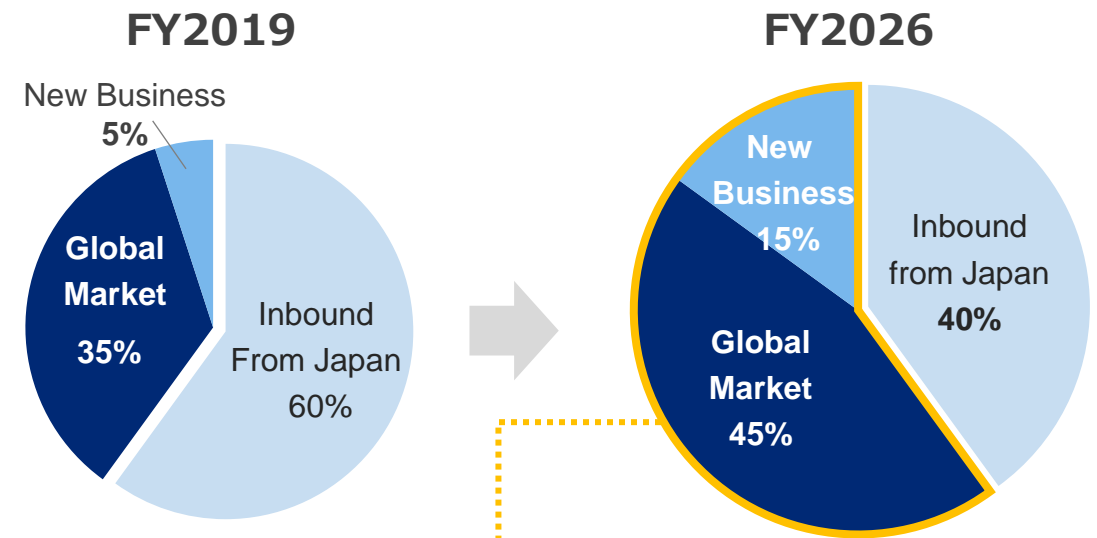 FY2019
New Business
5%
Global
Market
35%
Inbound
From Japan
60%
FY2026
New
Business
15%
Global
Market
45%
Inbound
from Japan
40%